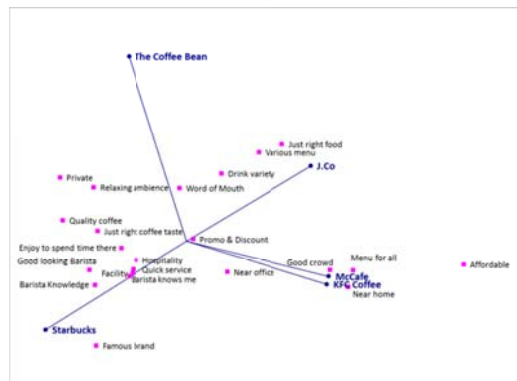 The Coffee Bean
Just right food
Various menu
J.Co
Drink variety
Private
Relaxing ambience
Word of Mouth
Quality coffee
Just right coffee taste
Promo & Discount
Enjoy to spend time there
Good looking Barista
Hospitality
Facility
Quick service
Barista knows me
Near office
Good crowd
Menu for all
Affordable
McCafe
KFC Coffee
Near home
Barista Knowledge
Starbucks
Famous brand